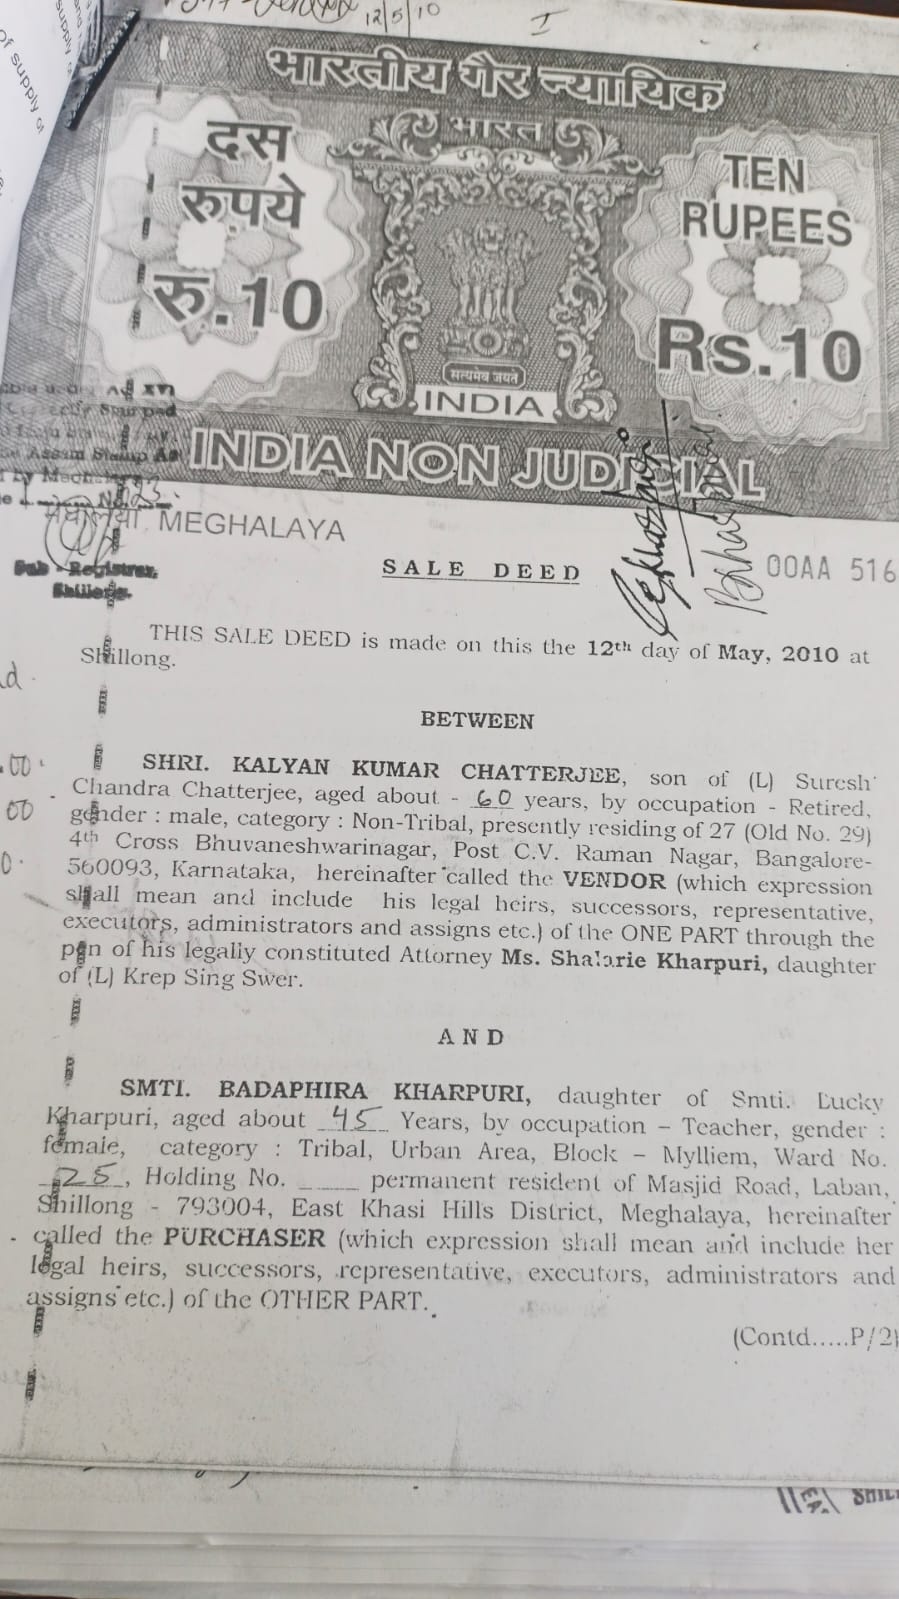 of supply of
supply
12/5/10
I
भारतीय गैर न्यायिक
भारत
दस
रुपये
रु.10
TEN
RUPEES
Rs.10
सत्यमेव जयते
INDIA
INDIA NON JUDICIAL
MEGHALAYA
00AA 516
Sub - Registrar,
Shillong.
SALE DEED
THIS SALE DEED is made on this the 12th day of May, 2010 at
Shillong.
BETWEEN
SHRI. KALYAN KUMAR CHATTERJEE, son of (L) Suresh
Chandra Chatterjee, aged about - 60 years, by occupation - Retired,
gender : male, category : Non-Tribal, presently residing of 27 (Old No. 29)
4th Cross Bhuvaneshwarinagar, Post C.V. Raman Nagar, Bangalore-
560093, Karnataka, hereinafter called the VENDOR (which expression
shall mean and include his legal heirs, successors, representative,
executors, administrators and assigns etc.) of the ONE PART through the
pen of his legally constituted Attorney Ms. Shalarie Kharpuri, daughter
of (L) Krep Sing Swer.
AND
SMTI. BADAPHIRA KHARPURI, daughter of Smti. Lucky
Kharpuri, aged about 45 Years, by occupation – Teacher, gender :
female, category : Tribal, Urban Area, Block – Mylliem, Ward No.
25, Holding No. ____ permanent resident of Masjid Road, Laban,
Shillong - 793004, East Khasi Hills District, Meghalaya, hereinafter
called the PURCHASER (which expression shall mean and include her
legal heirs, successors, representative, executors, administrators and
assigns etc.) of the OTHER PART.
(Contd.....P/2)